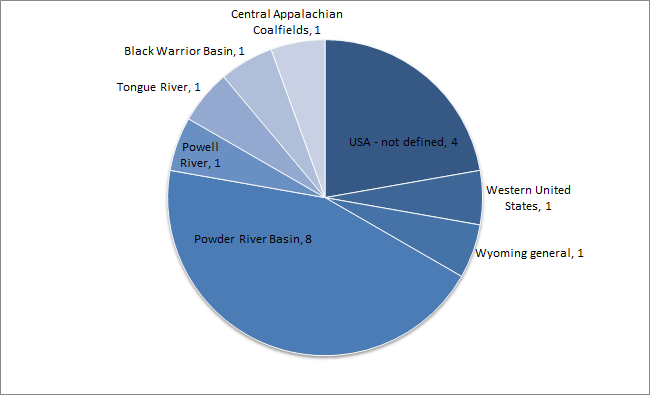 Central Appalachian
Coalfields, 1
Black Warrior Basin, 1
Tongue River, 1
Powell
River, 1
USA - not defined, 4
Western United
States, 1
Powder River Basin, 8
Wyoming general, 1